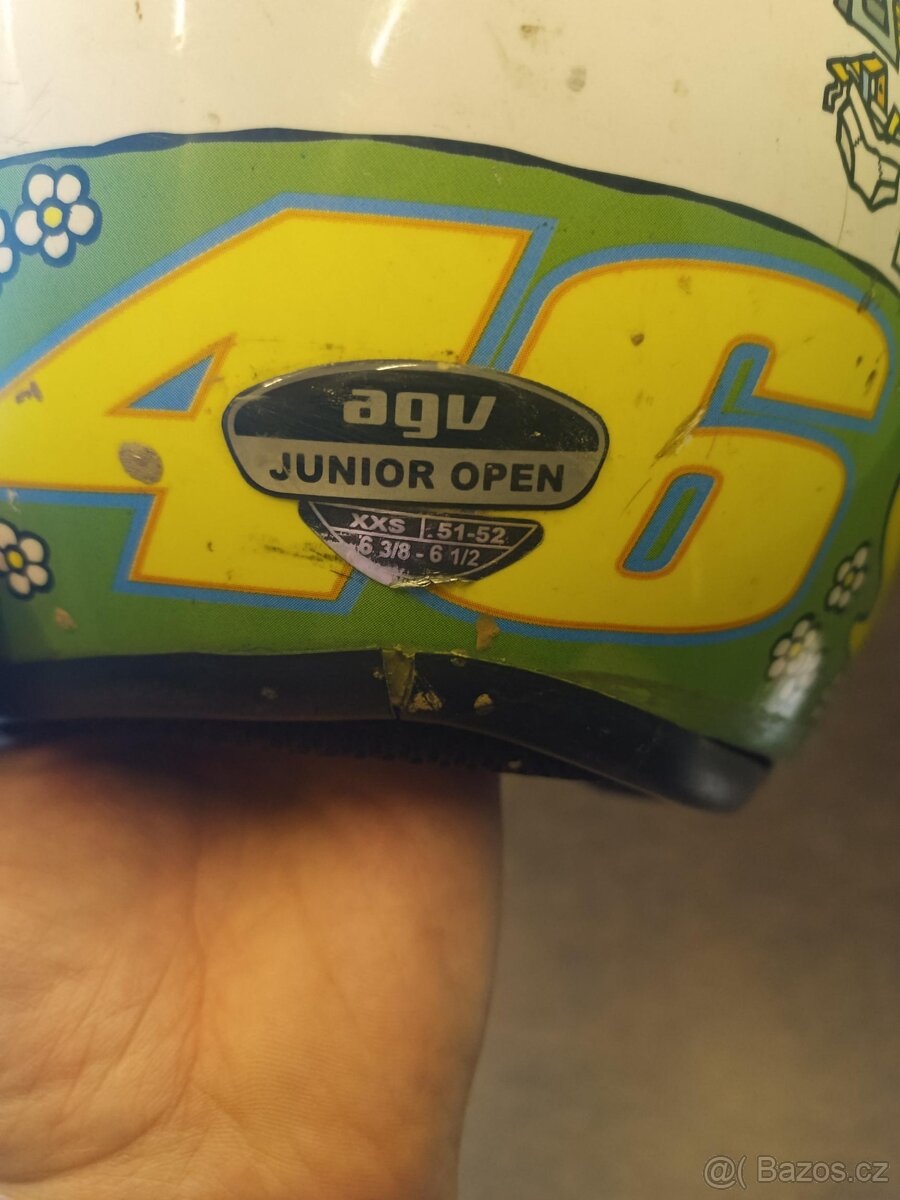 46
agv
JUNIOR OPEN
XXS 51-52
6 3/8 - 6 1/2
@( Bazos.cz